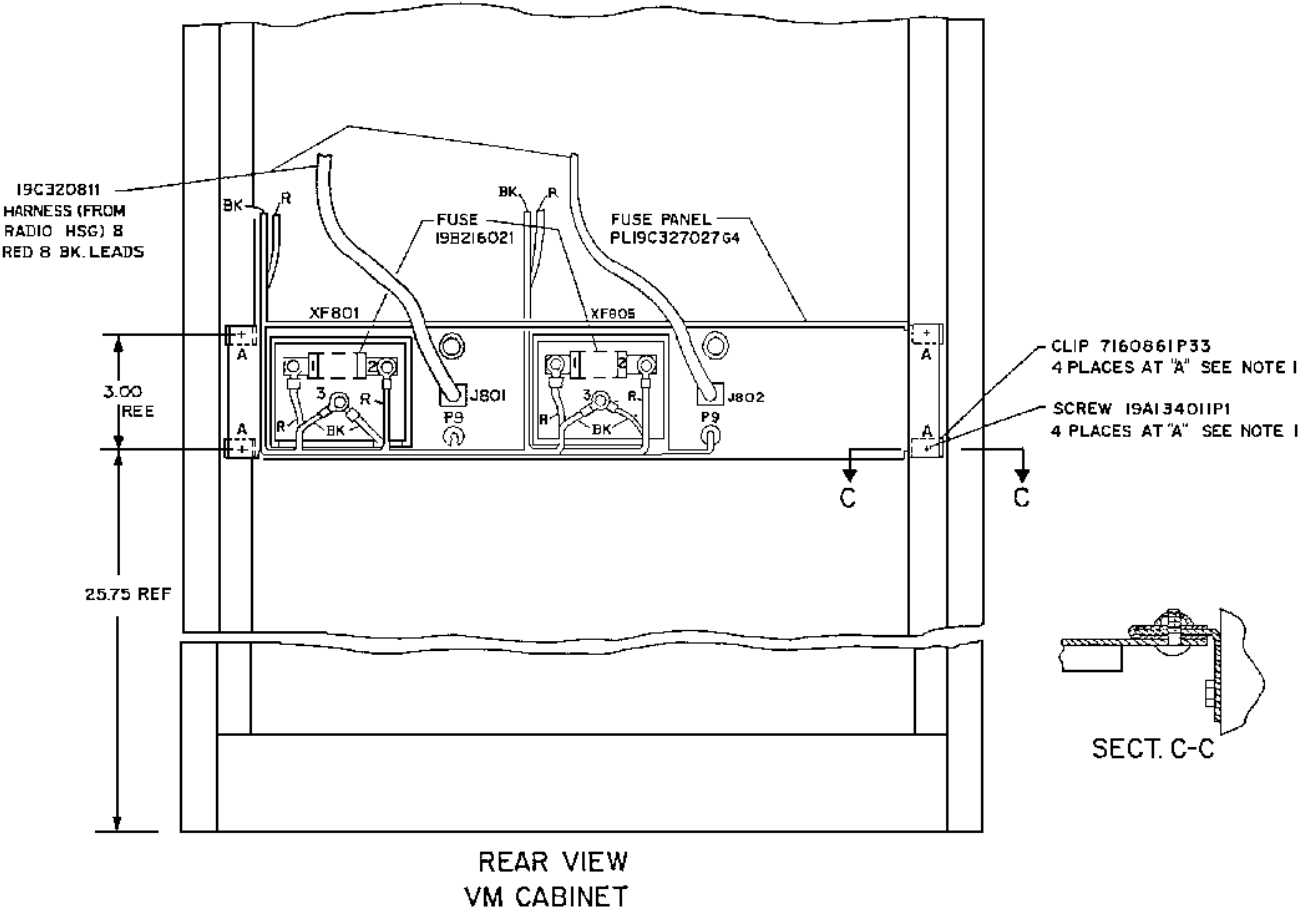 19C320811
HARNESS (FROM
RADIO HSG) 8
RED 8 BK. LEADS
BK
R
BK
R
FUSE
19B216021
FUSE PANEL
PL19C327027G4
XF801
XF805
A
A
1
2
1
2
CLIP 7160861P33
4 PLACES AT "A" SEE NOTE 1
3.00
REF
3
R
J801
3
R
J802
SCREW 19A134011P1
4 PLACES AT "A" SEE NOTE 1
A
R
BK
P9
R
BK
P9
A
C
C
25.75 REF
SECT. C-C
REAR VIEW
VM CABINET